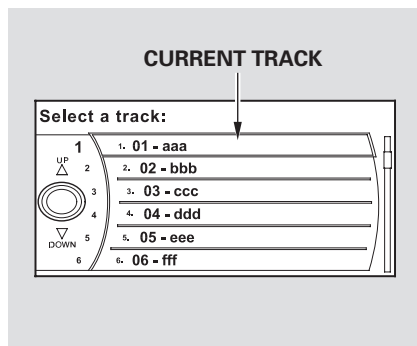 CURRENT TRACK
Select a track:
1 1. 01 - aaa
UP
2 2. 02 - bbb
3 3. 03 - ccc
4 4. 04 - ddd
DOWN
5 5. 05 - eee
6 6. 06 - fff